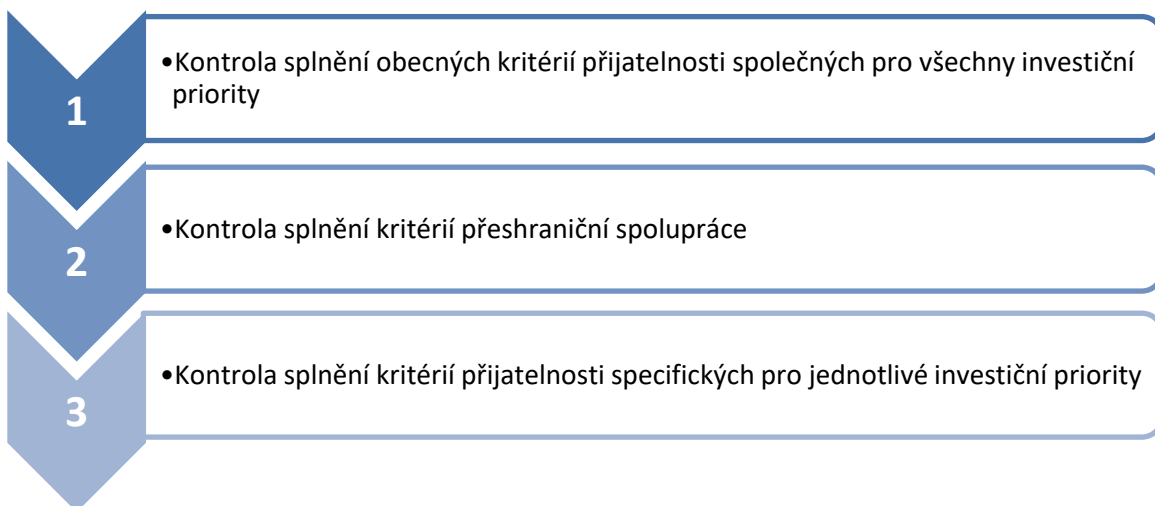 1
•Kontrola splnění obecných kritérií přijatelnosti společných pro všechny investiční
priority
2
•Kontrola splnění kritérií přeshraniční spolupráce
3
•Kontrola splnění kritérií přijatelnosti specifických pro jednotlivé investiční priority